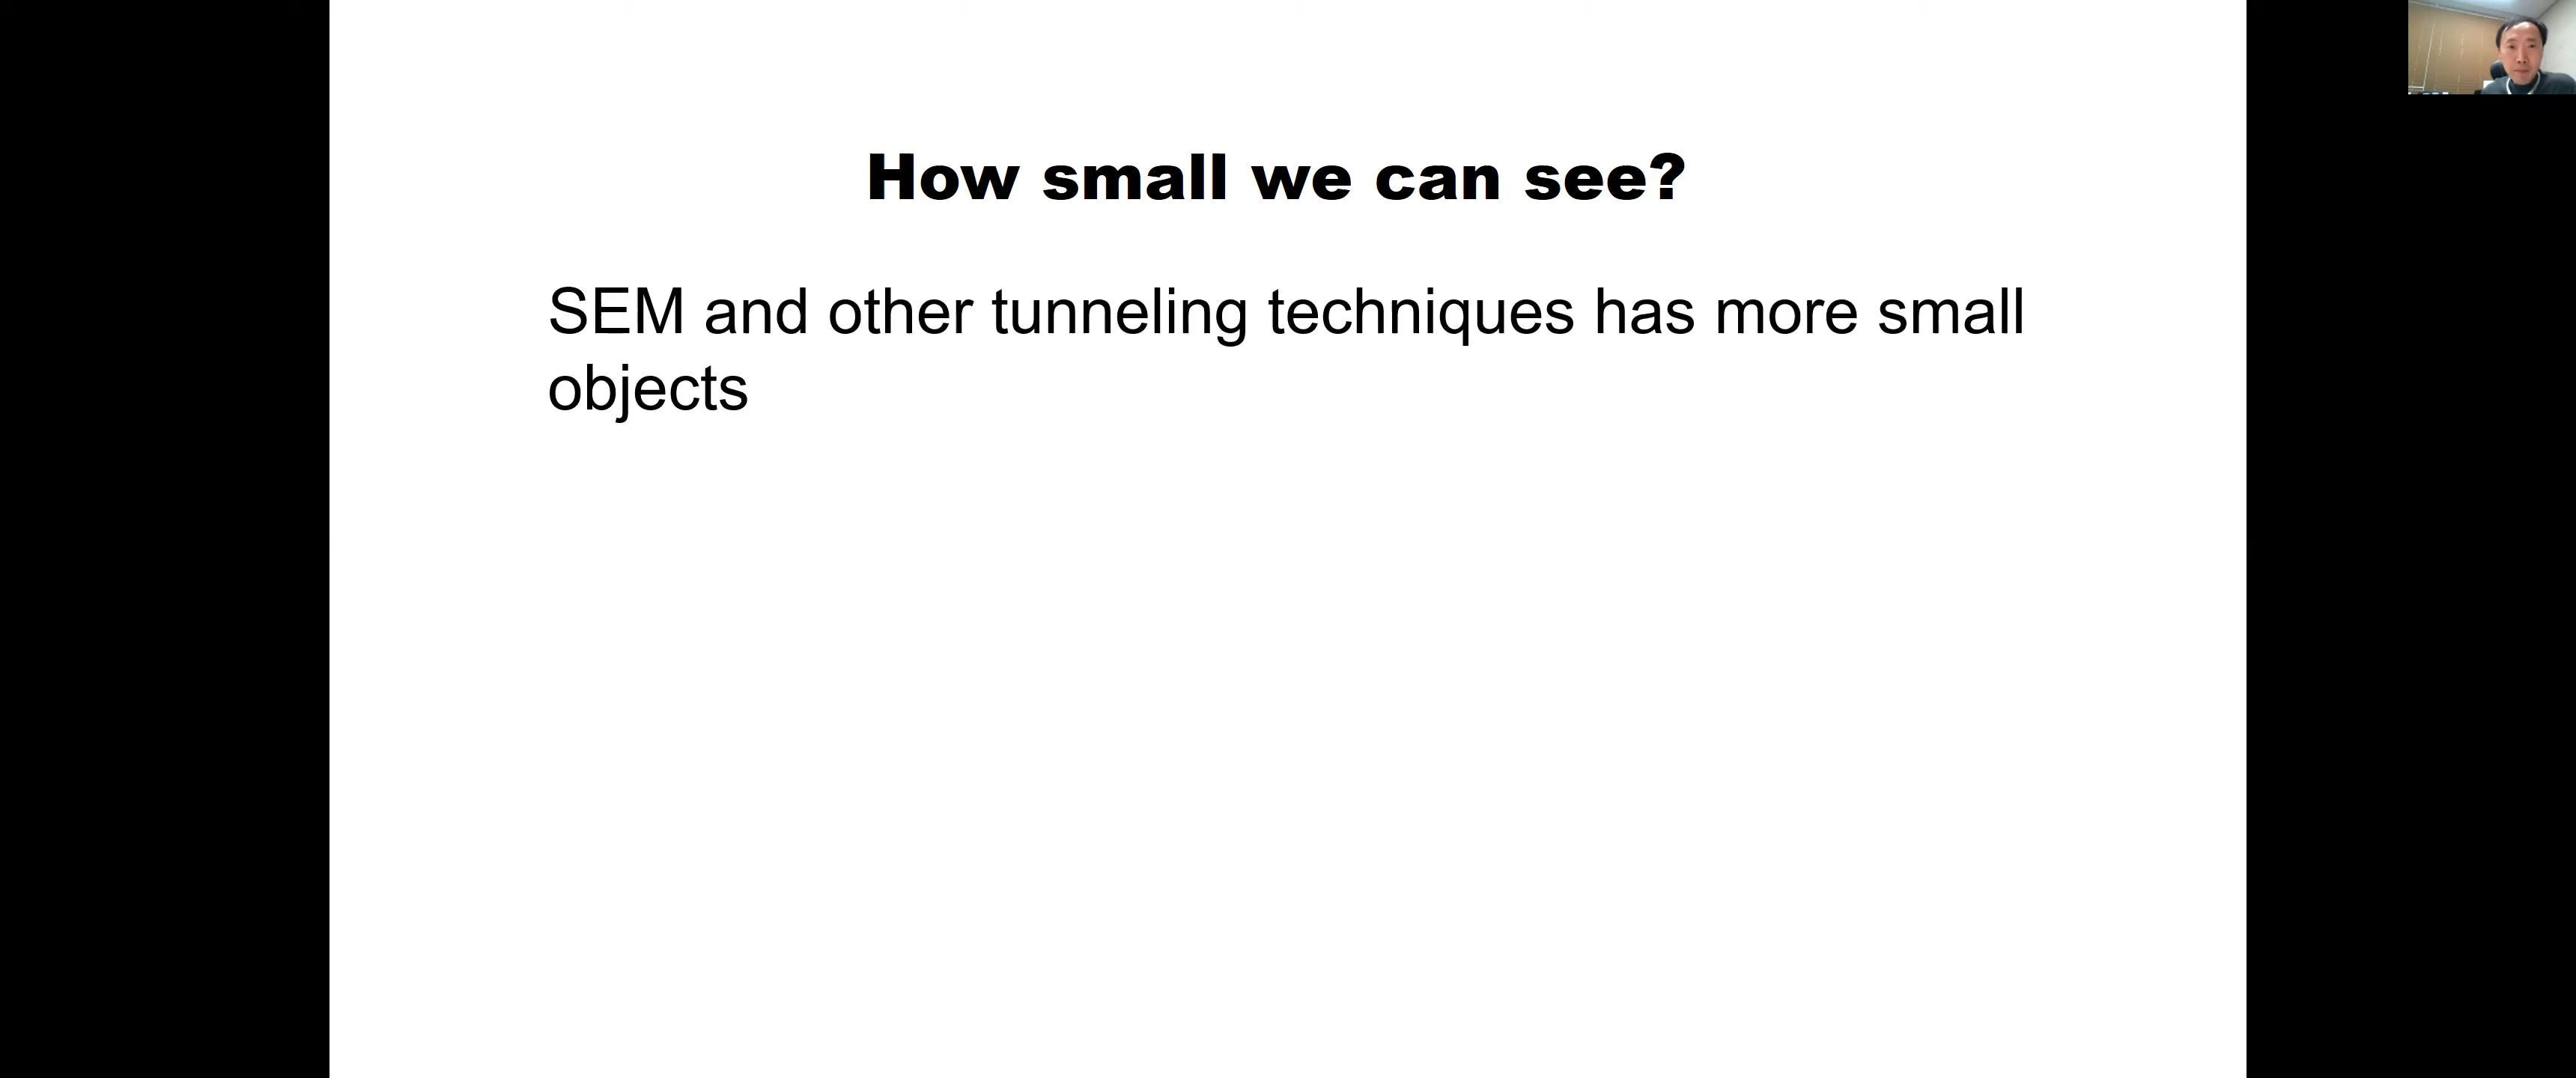 How small we can see?
SEM and other tunneling techniques has more small
objects